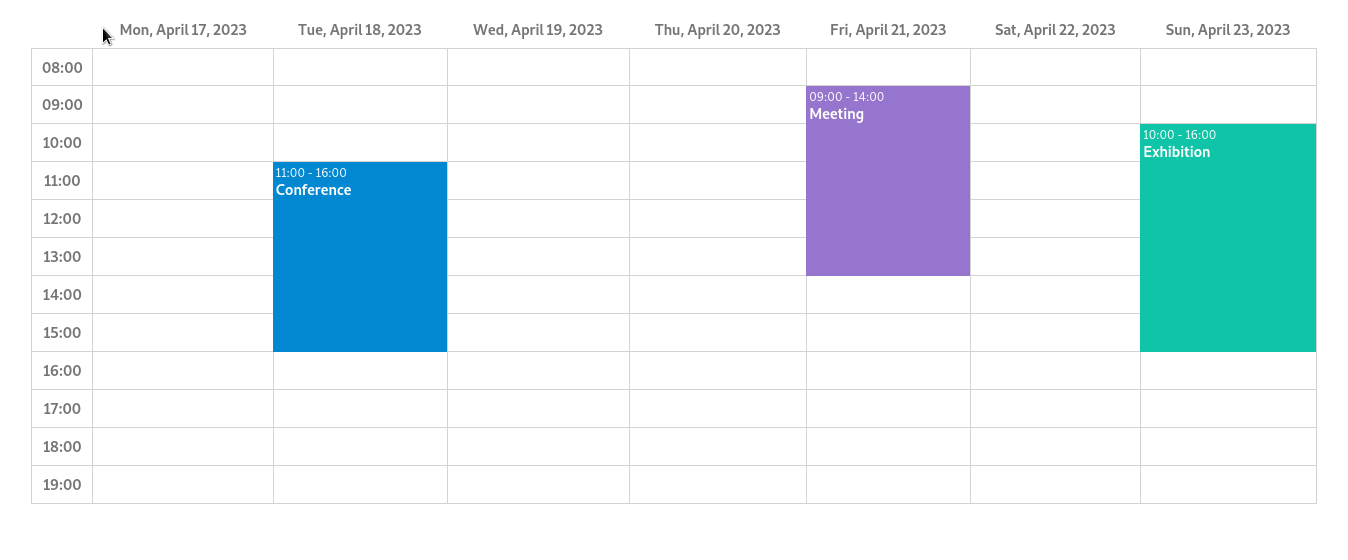 Mon, April 17, 2023
Tue, April 18, 2023
Wed, April 19, 2023
Thu, April 20, 2023
Fri, April 21, 2023
Sat, April 22, 2023
Sun, April 23, 2023
08:00
09:00
09:00 - 14:00
Meeting
10:00
10:00 - 16:00
Exhibition
11:00
11:00 - 16:00
Conference
12:00
13:00
14:00
15:00
16:00
17:00
18:00
19:00